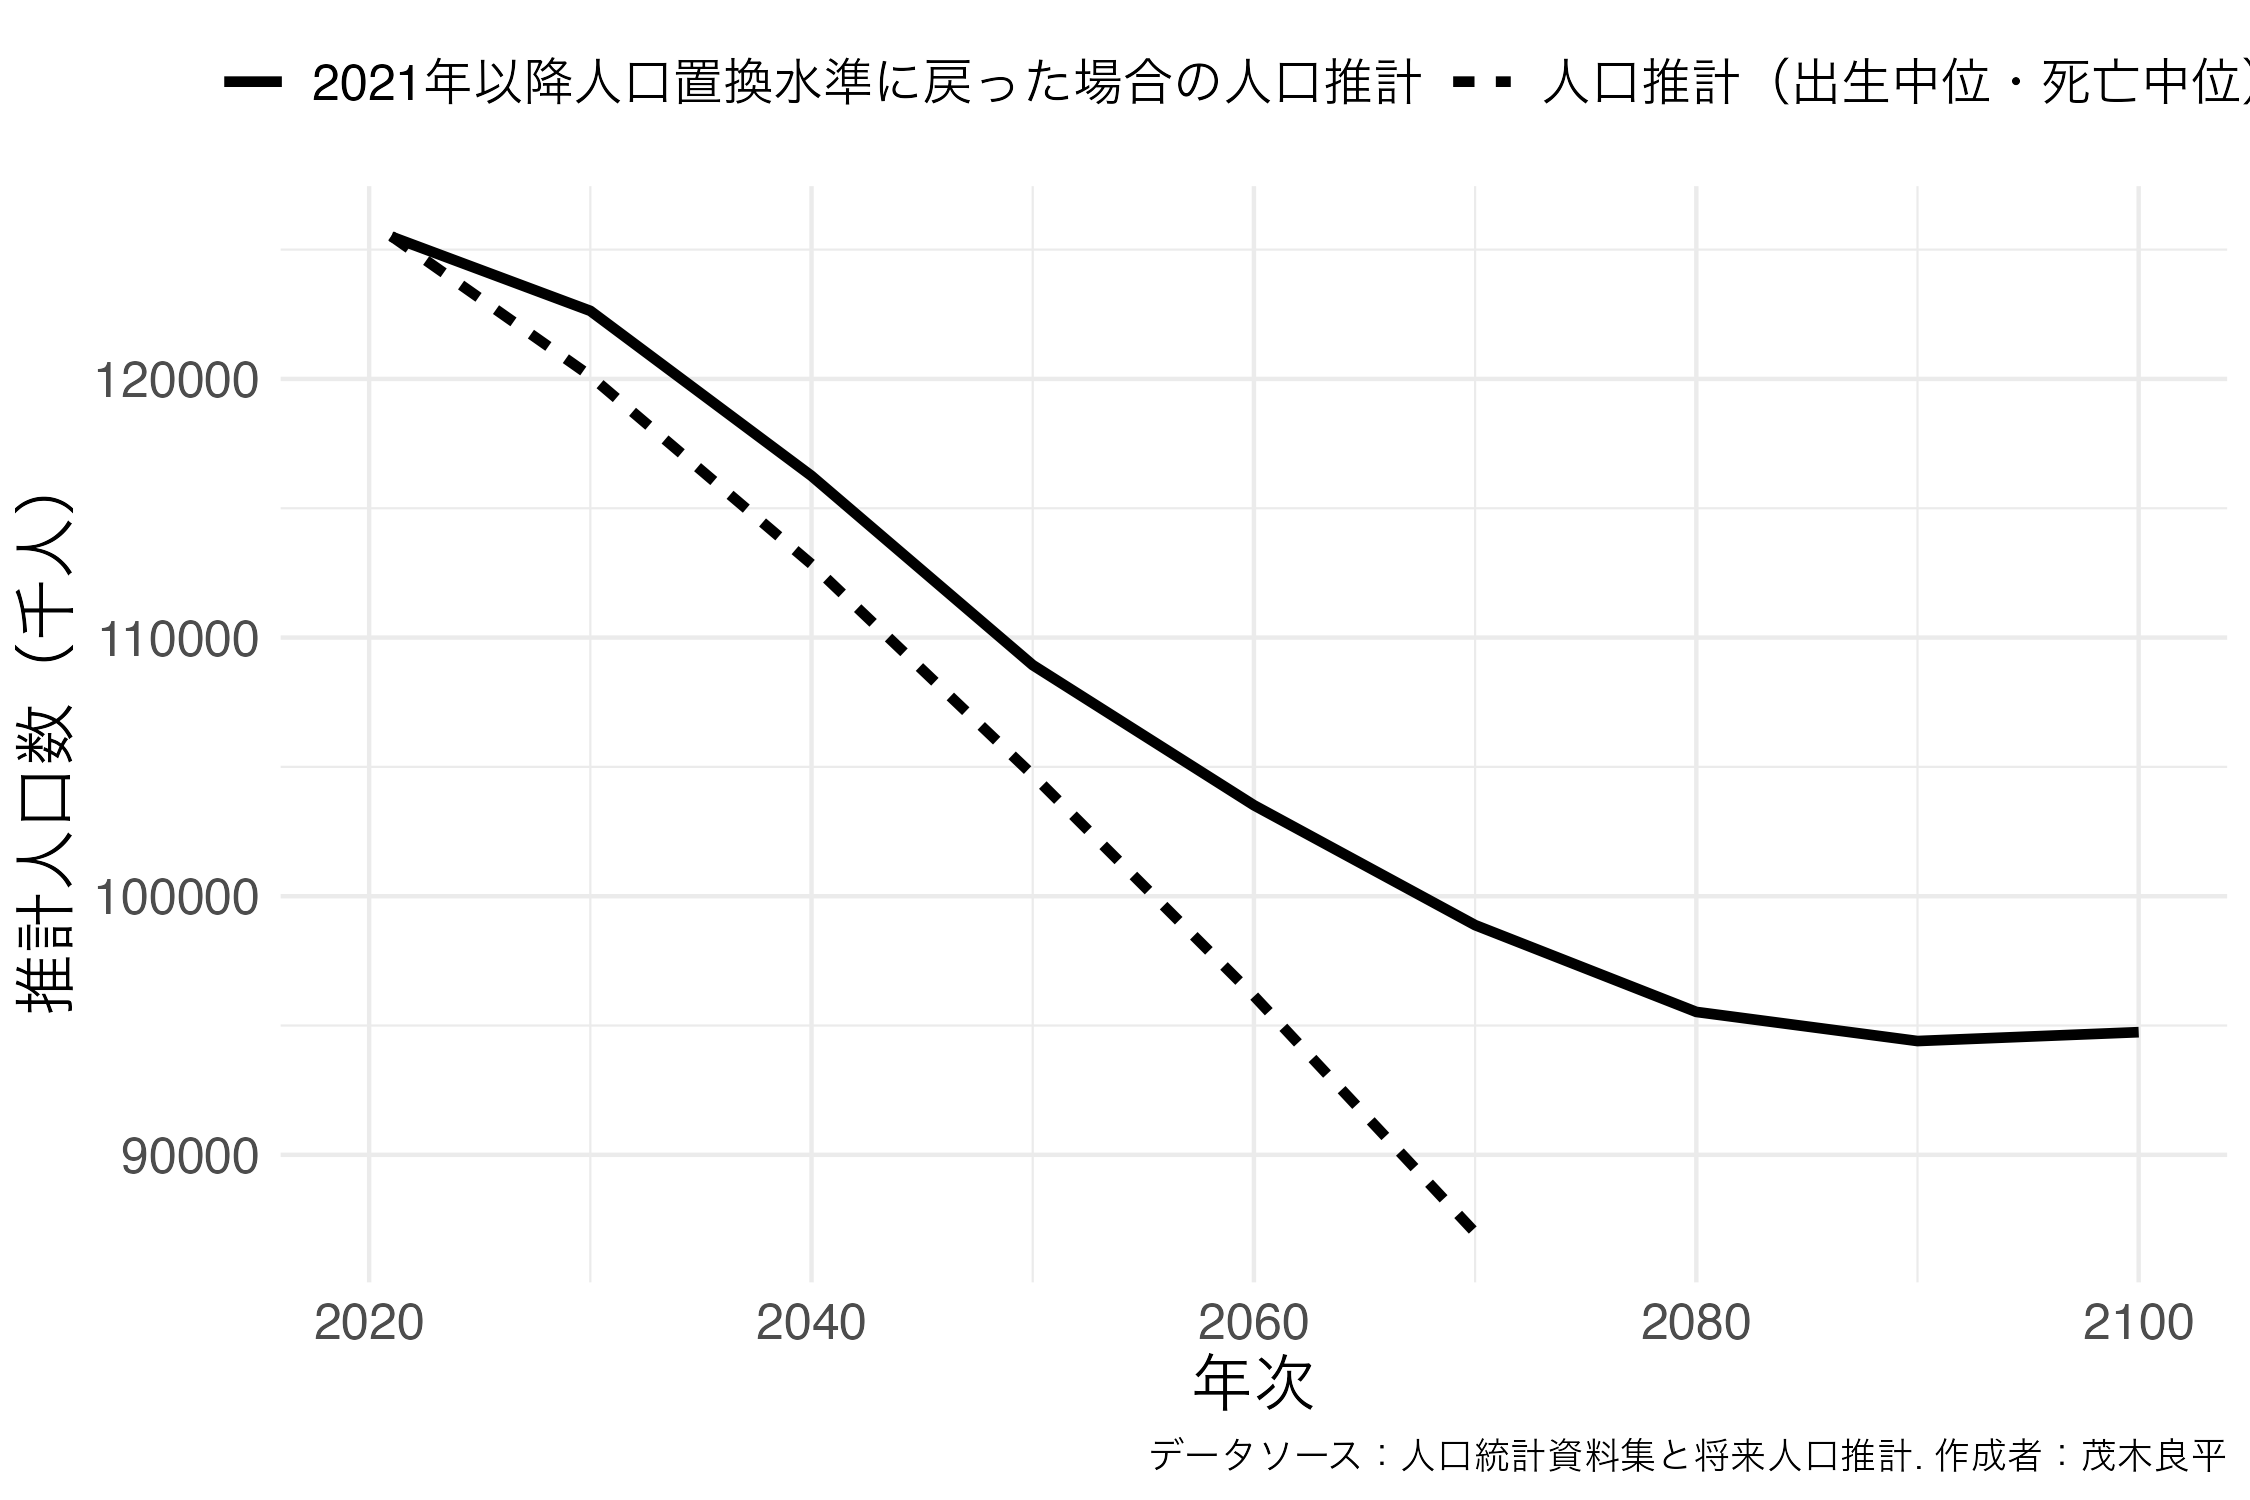 2021年以降人口置換水準に戻った場合の人口推計 人口推計（出生中位・死亡中位）
推計人口数（千人）
120000
110000
100000
90000
2020 2040 2060 2080 2100
年次
データソース：人口統計資料集と将来人口推計. 作成者：茂木良平